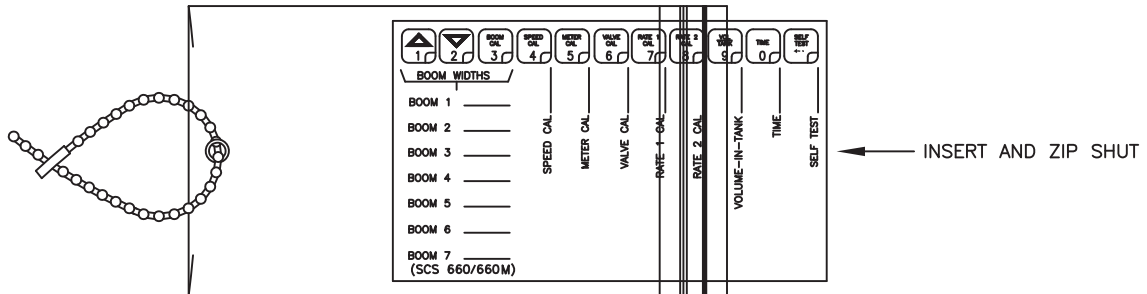 BOOM CAL
SPEED CAL
METER CAL
VALVE CAL
RATE 1 CAL
RATE 2 CAL
VOL. TANK
TIME
SELF TEST
1 2 3 4 5 6 7 8 9 0
BOOM WIDTHS
BOOM 1
BOOM 2
BOOM 3
BOOM 4
BOOM 5
BOOM 6
BOOM 7
(SCS 660/660M)
SPEED CAL
METER CAL
VALVE CAL
RATE 1 CAL
RATE 2 CAL
VOLUME-IN-TANK
TIME
SELF TEST
INSERT AND ZIP SHUT